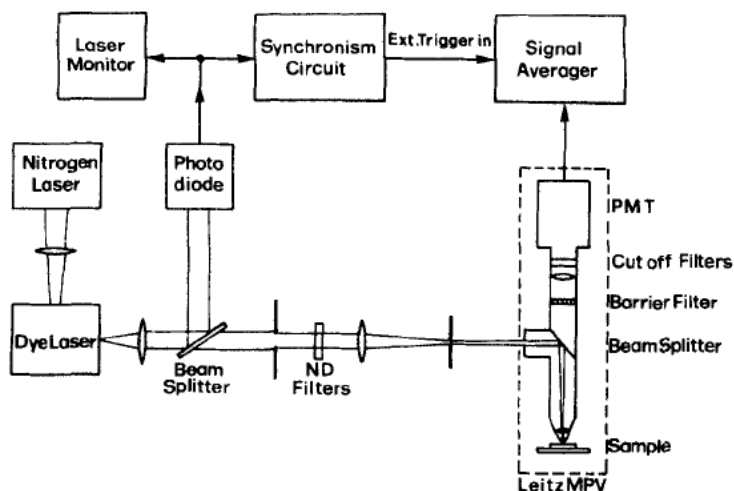 Laser
Monitor
Synchronism
Circuit
Ext.Trigger in
Signal
Averager
Nitrogen
Laser
Photo
diode
PMT
Cut off Filters
Barrier Filter
Dye Laser
Beam Splitter
Beam
Splitter
ND
Filters
Sample
Leitz MPV